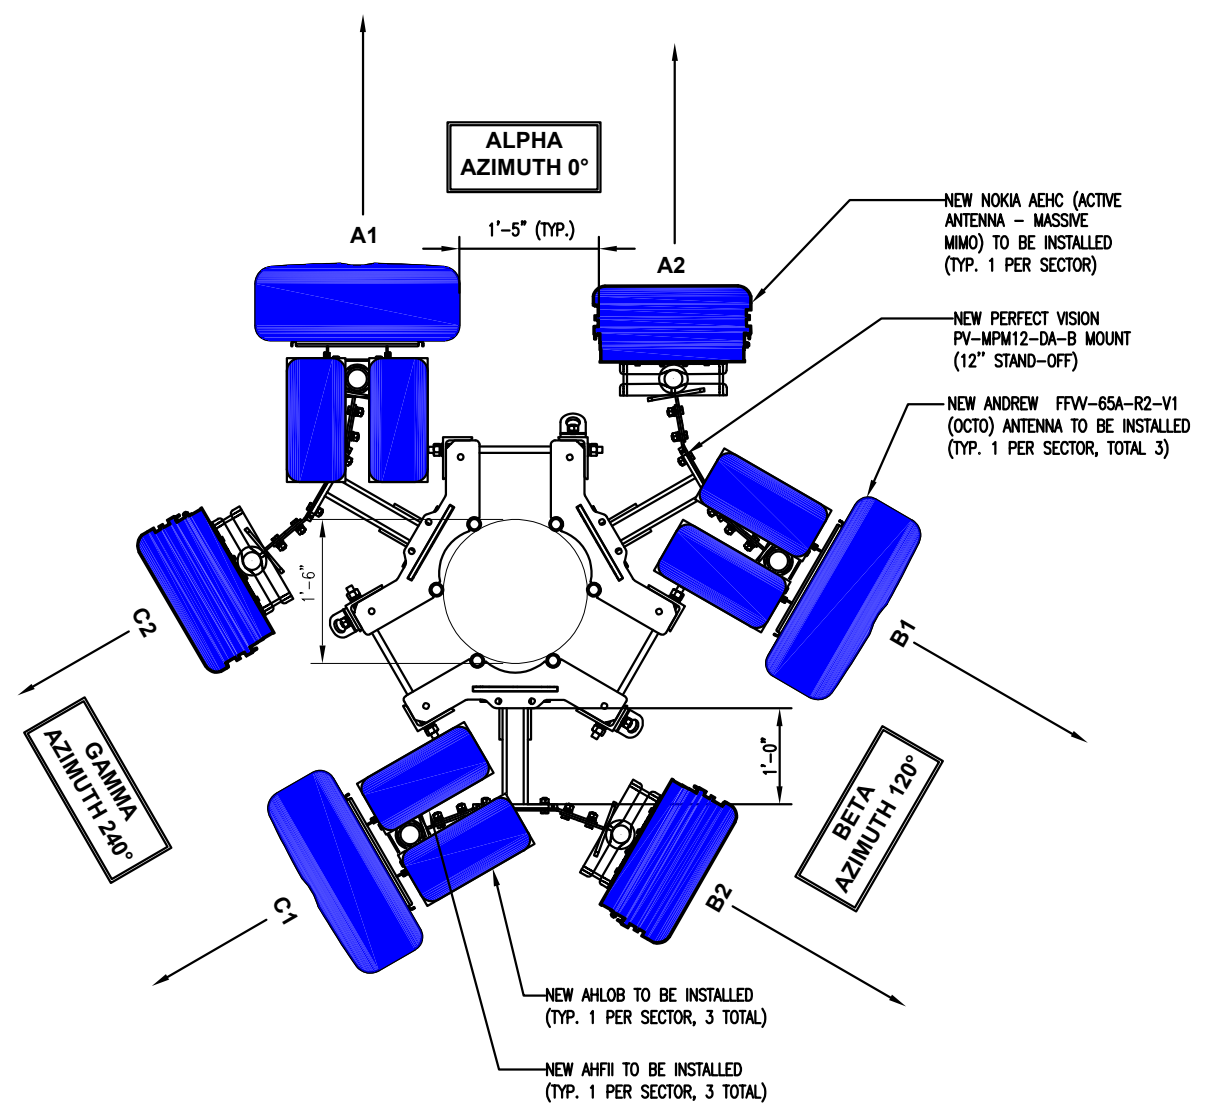 ALPHA
AZIMUTH 0°
1'-5" (TYP.)
A1
A2
NEW NOKIA AEHC (ACTIVE
ANTENNA - MASSIVE
MIMO) TO BE INSTALLED
(TYP. 1 PER SECTOR)
NEW PERFECT VISION
PV-MPM12-DA-B MOUNT
(12" STAND-OFF)
NEW ANDREW FFVV-65A-R2-V1
(OCTO) ANTENNA TO BE INSTALLED
(TYP. 1 PER SECTOR, TOTAL 3)
1'-6"
C2
B1
GAMMA
AZIMUTH 240°
1'-0"
BETA
AZIMUTH 120°
C1
B2
NEW AHLOB TO BE INSTALLED
(TYP. 1 PER SECTOR, 3 TOTAL)
NEW AHFII TO BE INSTALLED
(TYP. 1 PER SECTOR, 3 TOTAL)